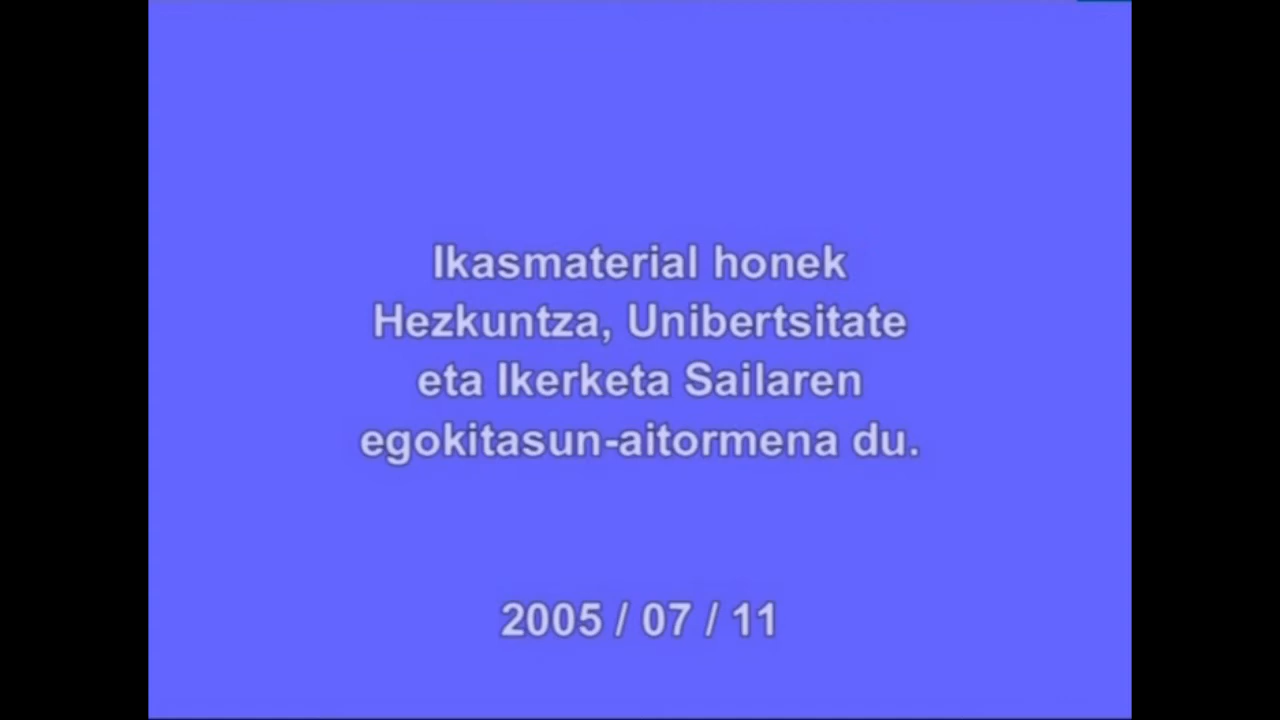 Ikasmaterial honek
Hezkuntza, Unibertsitate
eta Ikerketa Sailaren
egokitasun-aitormena du.
2005 / 07 / 11